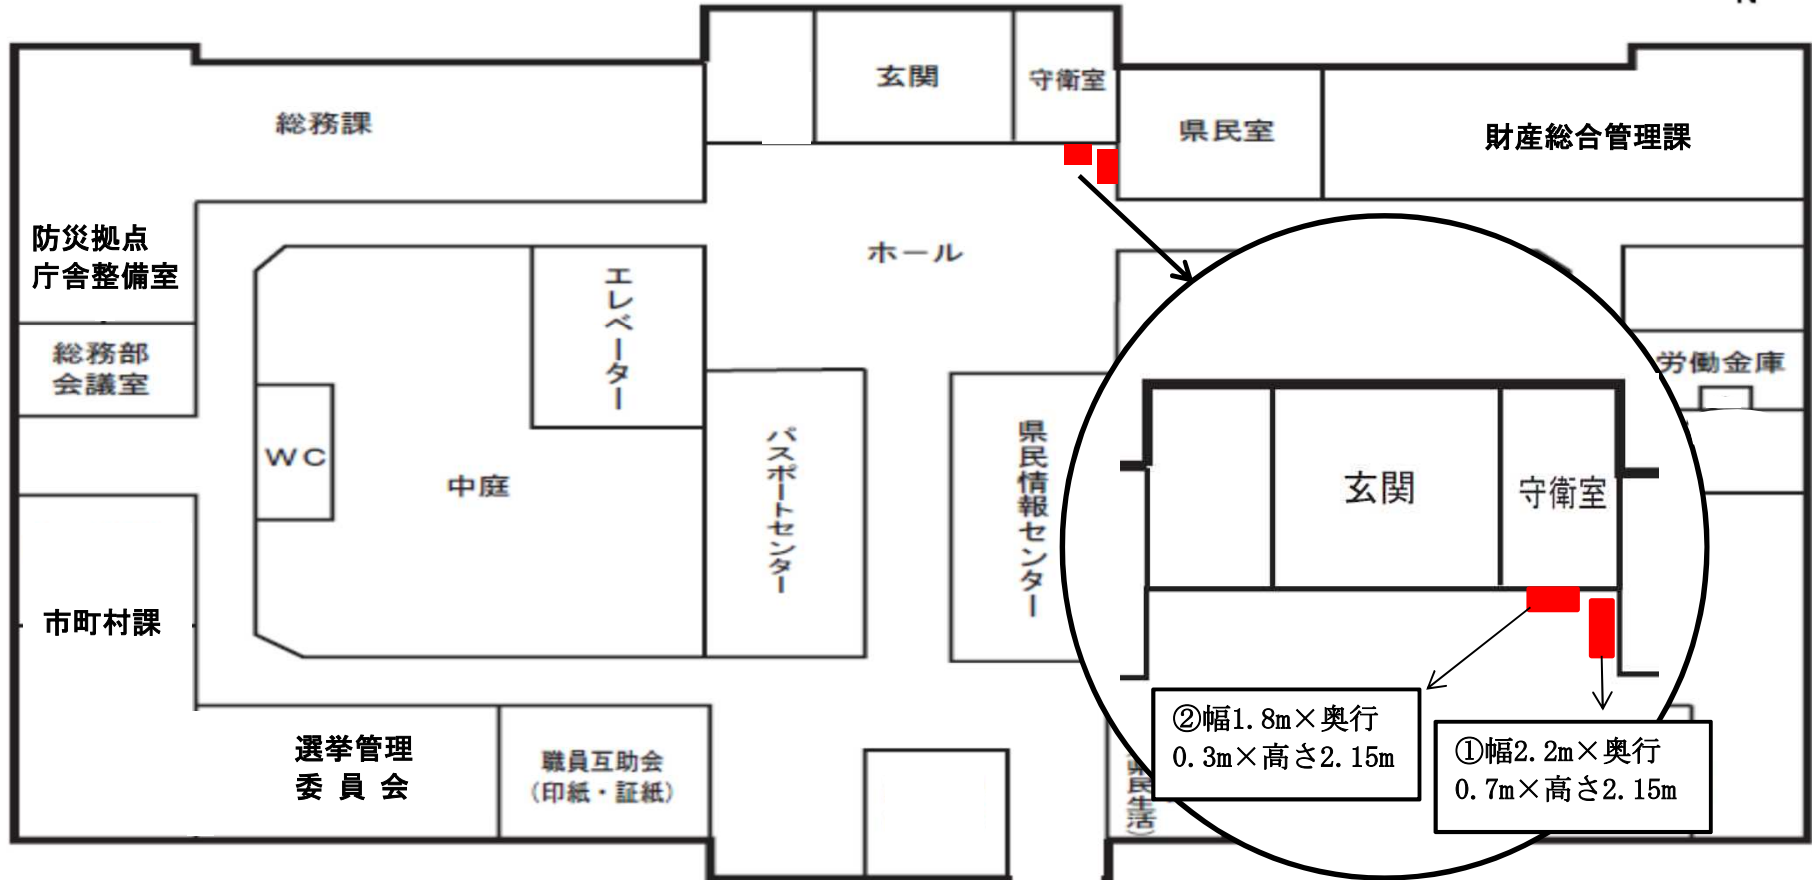 N
玄関
守衛室
総務課
県民室
財産総合管理課
防災拠点
庁舎整備室
ホール
エレベーター
総務部
会議室
労働金庫
WC
中庭
パスポートセンター
県民情報センター
玄関
守衛室
市町村課
②幅1.8m×奥行
0.3m×高さ2.15m
①幅2.2m×奥行
0.7m×高さ2.15m
選挙管理
委員会
職員互助会
(印紙・証紙)
県民生活)